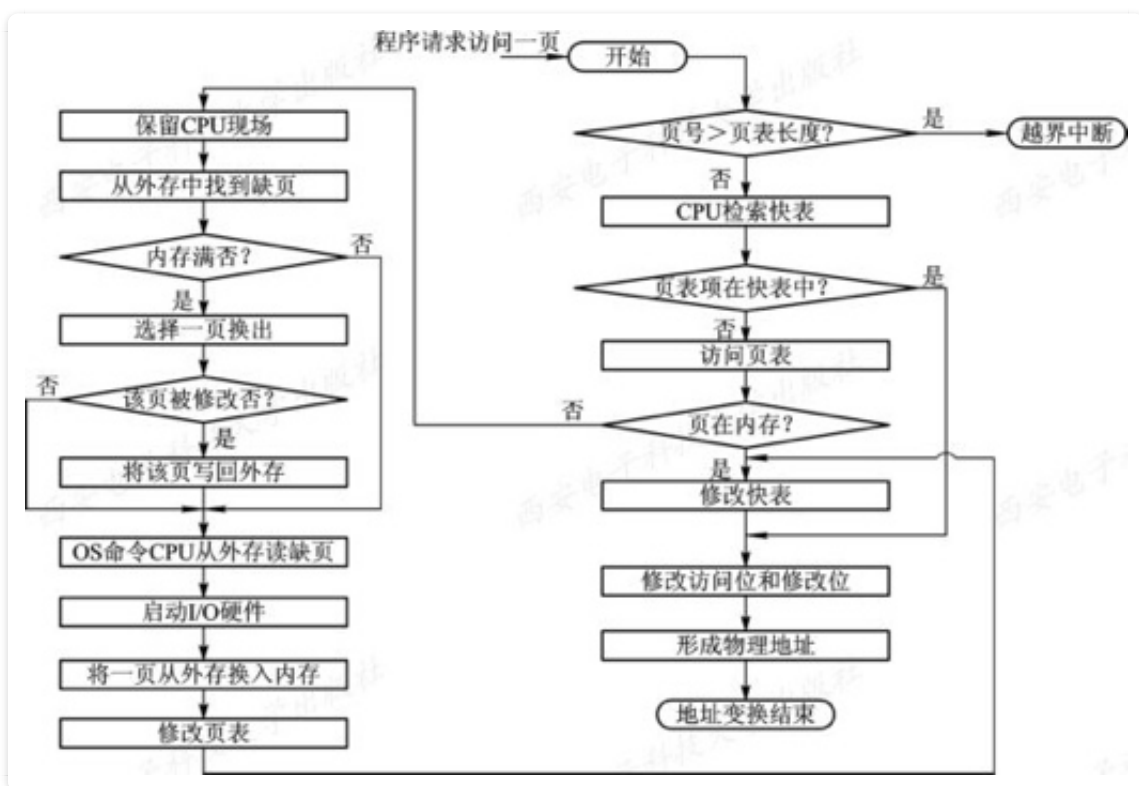 程序请求访问一页
开始
页号＞页表长度？
是
越界中断
否
CPU检索快表
页表项在快表中？
是
否
访问页表
页在内存？
否
是
修改快表
修改访问位和修改位
形成物理地址
地址变换结束
保留CPU现场
从外存中找到缺页
内存满否？
否
是
选择一页换出
该页被修改否？
否
是
将该页写回外存
OS命令CPU从外存读缺页
启动I/O硬件
将一页从外存换入内存
修改页表